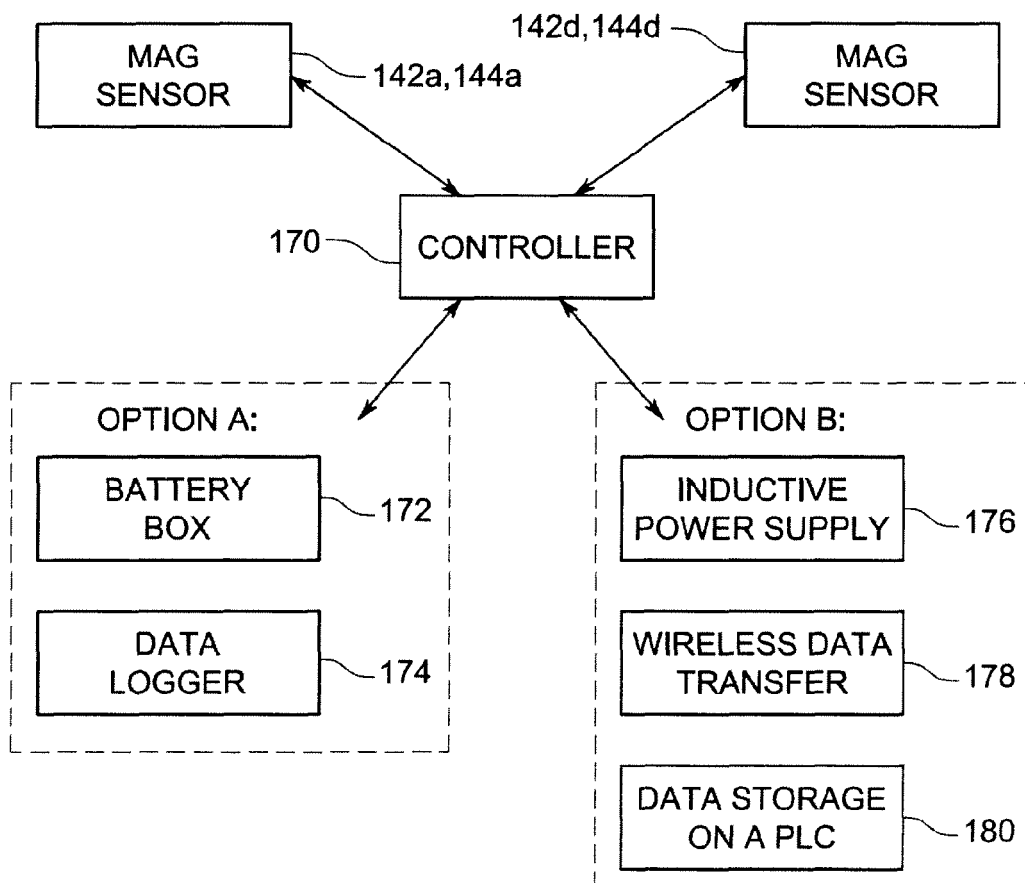 MAG
SENSOR
142a,144a
142d,144d
MAG
SENSOR
170
CONTROLLER
OPTION A:
BATTERY
BOX
172
DATA
LOGGER
174
OPTION B:
INDUCTIVE
POWER SUPPLY
176
WIRELESS DATA
TRANSFER
178
DATA STORAGE
ON A PLC
180